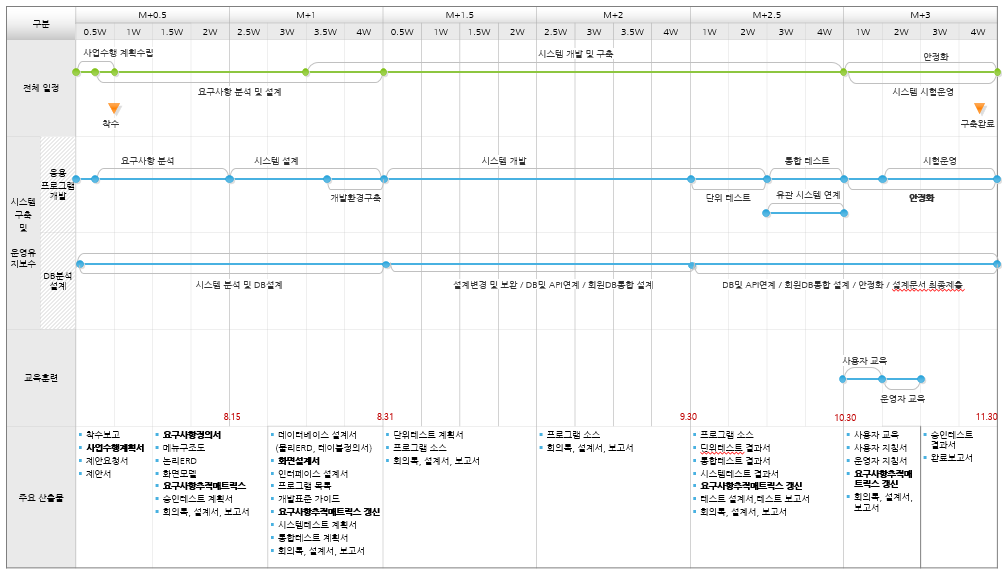 구분
M+0.5 M+1 M+1.5 M+2 M+2.5 M+3
0.5W 1W 1.5W 2W 2.5W 3W 3.5W 4W 0.5W 1W 1.5W 2W 2.5W 3W 3.5W 4W 1W 2W 3W 4W 1W 2W 3W 4W
전체 일정
사업수행 계획수립
시스템 개발 및 구축
안정화
요구사항 분석 및 설계
시스템 시험운영
착수
구축완료
시스템
구축
및
운영유
지보수
응용
프로그램
개발
요구사항 분석
시스템 설계
시스템 개발
통합 테스트
시험운영
개발환경구축
단위 테스트
유관 시스템 연계
안정화
DB분석
설계
시스템 분석 및 DB설계
설계변경 및 보완 / DB및 API연계 / 회원DB통합 설계
DB및 API연계 / 회원DB통합 설계 / 안정화 / 설계문서 최종제출
교육훈련
사용자 교육
운영자 교육
8.15
8.31
9.30
10.30
11.30
주요 산출물
착수보고
사업수행계획서
제안요청서
제안서
요구사항정의서
메뉴구조도
논리ERD
화면모델
요구사항추적매트릭스
승인테스트 계획서
회의록, 설계서, 보고서
데이터베이스 설계서
(물리ERD, 테이블정의서)
화면설계서
인터페이스 설계서
프로그램 목록
개발표준 가이드
요구사항추적매트릭스 갱신
시스템테스트 계획서
통합테스트 계획서
회의록, 설계서, 보고서
단위테스트 계획서
프로그램 소스
회의록, 설계서, 보고서
프로그램 소스
회의록, 설계서, 보고서
프로그램 소스
단위테스트 결과서
통합테스트 결과서
시스템테스트 결과서
요구사항추적매트릭스 갱신
테스트 설계서,테스트 보고서
회의록, 설계서, 보고서
사용자 교육
사용자 지침서
운영자 지침서
요구사항추적매
트릭스 갱신
회의록, 설계서,
보고서
승인테스트
결과서
완료보고서